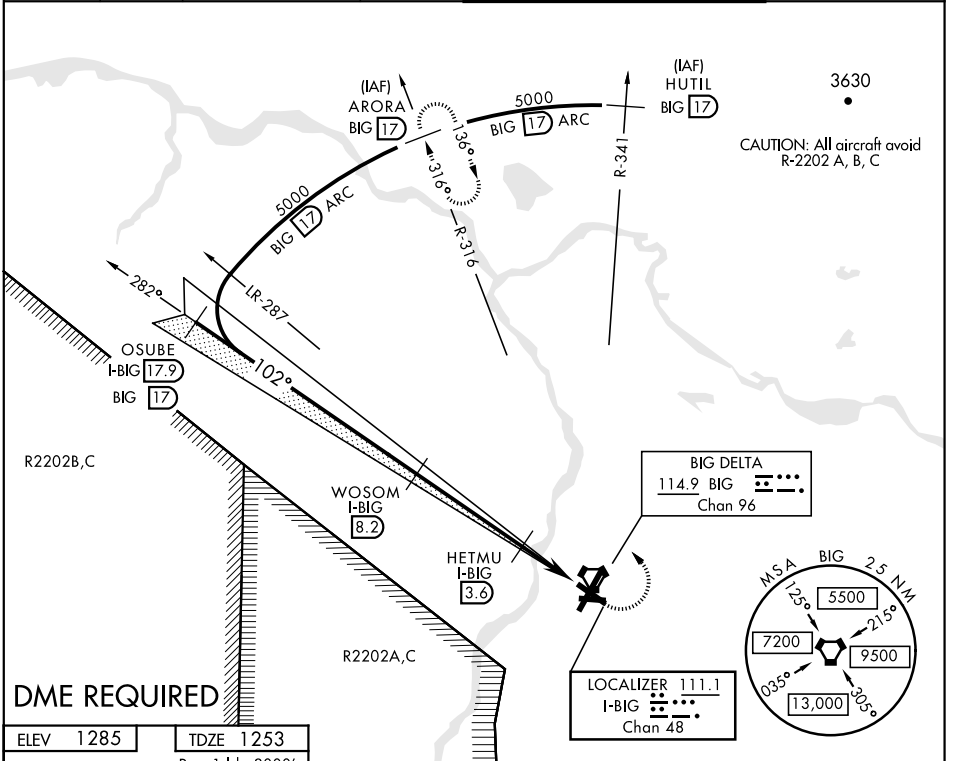 (IAF)
ARORA
BIG 17
(IAF)
HUTIL
BIG 17
3630
CAUTION: All aircraft avoid
R-2202 A, B, C
5000
BIG 17 ARC
136°
316°
R-316
R-341
5000
BIG 17 ARC
LR-287
282°
102°
OSUBE
I-BIG 17.9
BIG 17
R2202B,C
WOSOM
I-BIG
8.2
HETMU
I-BIG
3.6
BIG DELTA
114.9 BIG
Chan 96
R2202A,C
LOCALIZER 111.1
I-BIG
Chan 48
MSA BIG 25 NM
125°
5500
215°
7200
9500
035°
13,000
305°
DME REQUIRED
ELEV 1285
TDZE 1253